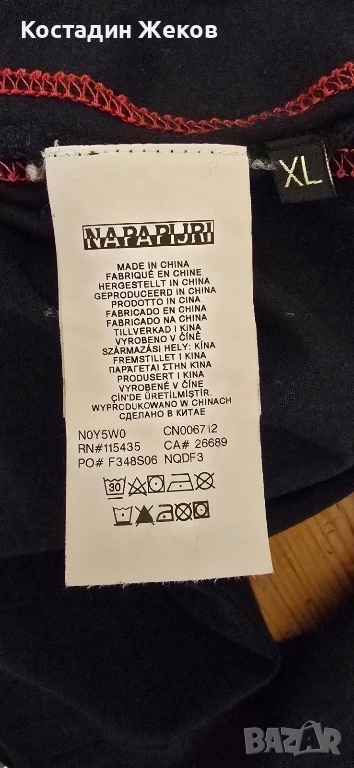 Костадин Жеков
XL
NAPAPIJRI
MADE IN CHINA
FABRIQUÉ EN CHINE
HERGESTELLT IN CHINA
GEPRODUCEERD IN CHINA
PRODOTTO IN CINA
FABRICADO EN CHINA
FABRICADO NA CHINA
TILLVERKAD I KINA
VYROBENO V ČÍNĚ
SZÁRMAZÁSI HELY: KÍNA
FREMSTILLET I KINA
ΠΑΡΑΓΕΤΑΙ ΣΤΗΝ ΚΙΝΑ
PRODUSERT I KINA
VYROBENÉ V ČÍNE
ÇİN'DE ÜRETİLMİŞTİR.
WYPRODUKOWANO W CHINACH
СДЕЛАНО В КИТАЕ
N0Y5W0 CN006712
RN#115435 CA# 26689
PO# F348S06 NQDF3
30
BAZAR